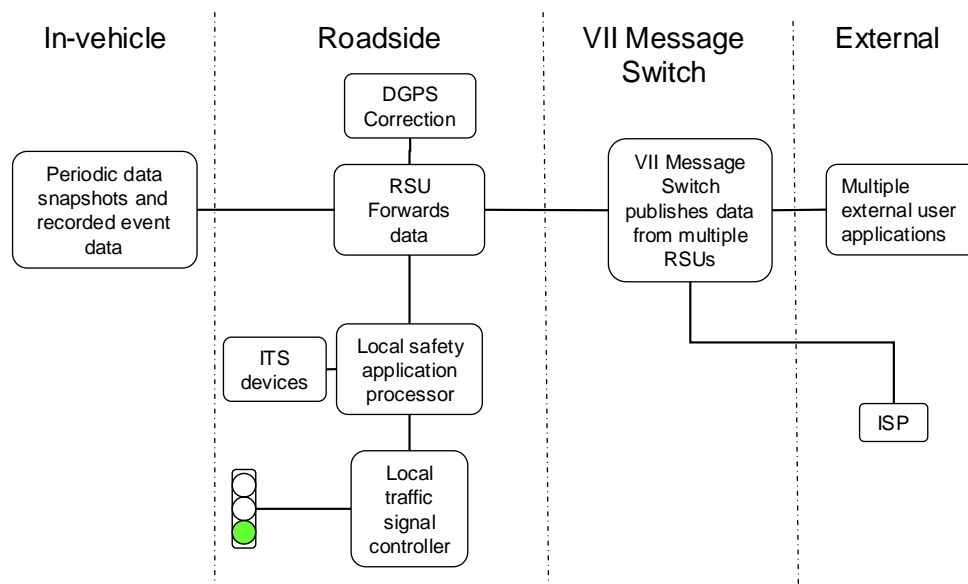 In-vehicle
Roadside
VII Message
Switch
External
DGPS
Correction
Periodic data
snapshots and
recorded event
data
RSU
Forwards
data
VII Message
Switch
publishes data
from multiple
RSUs
Multiple
external user
applications
ITS
devices
Local safety
application
processor
ISP
Local
traffic
signal
controller